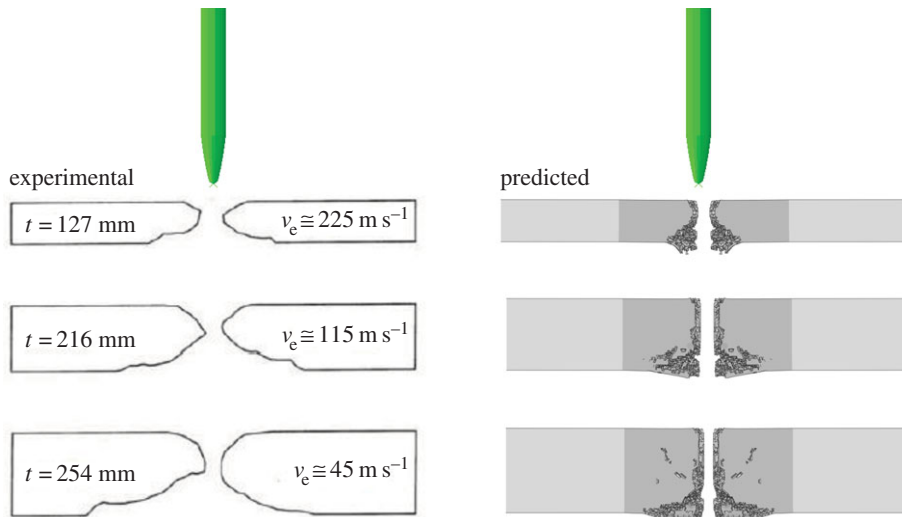 experimental
predicted
t = 127 mm
vₑ ≅ 225 m s⁻¹
t = 216 mm
vₑ ≅ 115 m s⁻¹
t = 254 mm
vₑ ≅ 45 m s⁻¹